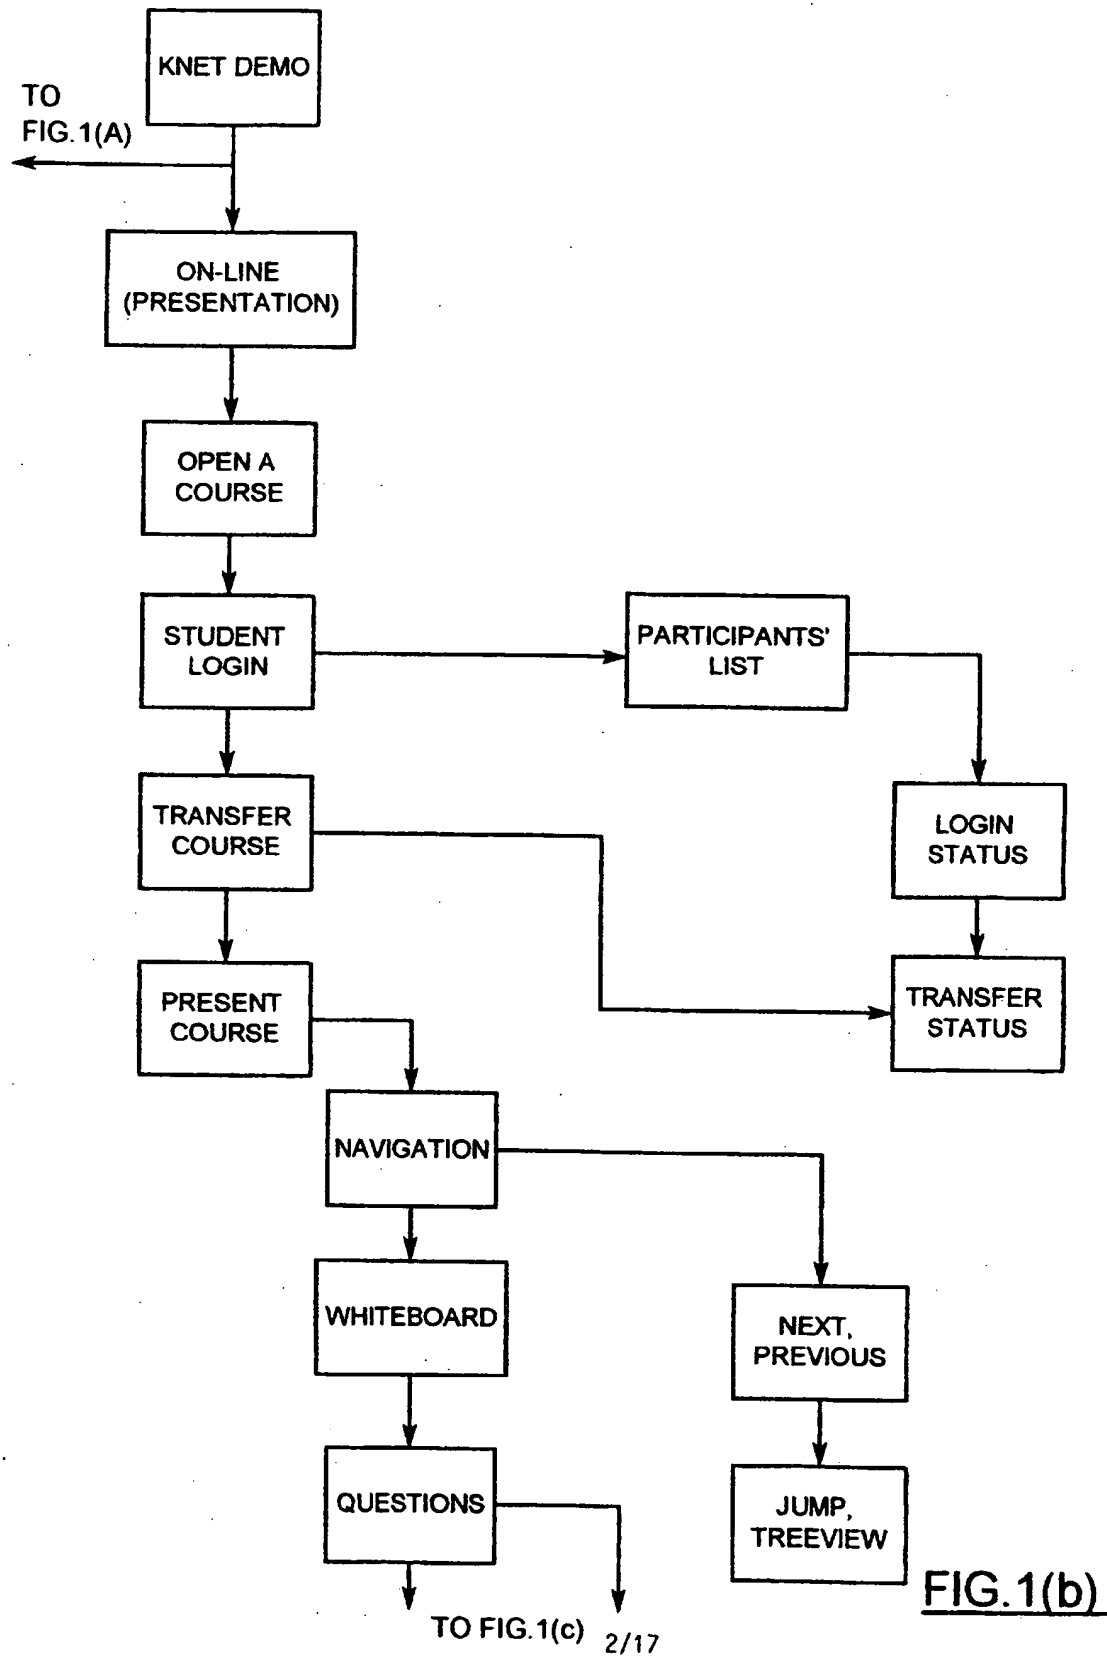 KNET DEMO
TO
FIG.1(A)
ON-LINE
(PRESENTATION)
OPEN A
COURSE
STUDENT
LOGIN
PARTICIPANTS'
LIST
TRANSFER
COURSE
LOGIN
STATUS
PRESENT
COURSE
TRANSFER
STATUS
NAVIGATION
WHITEBOARD
NEXT,
PREVIOUS
QUESTIONS
JUMP,
TREEVIEW
FIG.1(b)
TO FIG.1(c)
2/17